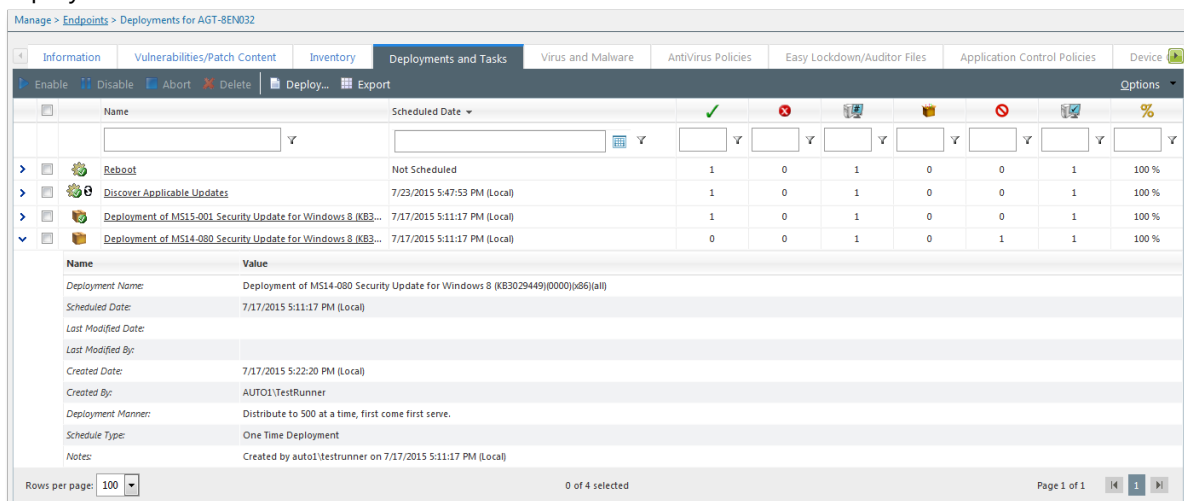 Manage > Endpoints > Deployments for AGT-8EN032
Information Vulnerabilities/Patch Content Inventory Deployments and Tasks Virus and Malware AntiVirus Policies Easy Lockdown/Auditor Files Application Control Policies Device
Enable Disable Abort Delete Deploy... Export Options
Name Scheduled Date %
Reboot Not Scheduled 1 0 1 0 0 1 100 %
Discover Applicable Updates 7/23/2015 5:47:53 PM (Local) 1 0 1 0 0 1 100 %
Deployment of MS15-001 Security Update for Windows 8 (KB3... 7/17/2015 5:11:17 PM (Local) 1 0 1 0 0 1 100 %
Deployment of MS14-080 Security Update for Windows 8 (KB3... 7/17/2015 5:11:17 PM (Local) 0 0 1 0 1 1 100 %
Name Value
Deployment Name: Deployment of MS14-080 Security Update for Windows 8 (KB3029449)(0000)(x86)(all)
Scheduled Date: 7/17/2015 5:11:17 PM (Local)
Last Modified Date:
Last Modified By:
Created Date: 7/17/2015 5:22:20 PM (Local)
Created By: AUTO1\TestRunner
Deployment Manner: Distribute to 500 at a time, first come first serve.
Schedule Type: One Time Deployment
Notes: Created by auto1\testrunner on 7/17/2015 5:11:17 PM (Local)
Rows per page: 100 0 of 4 selected Page 1 of 1 1